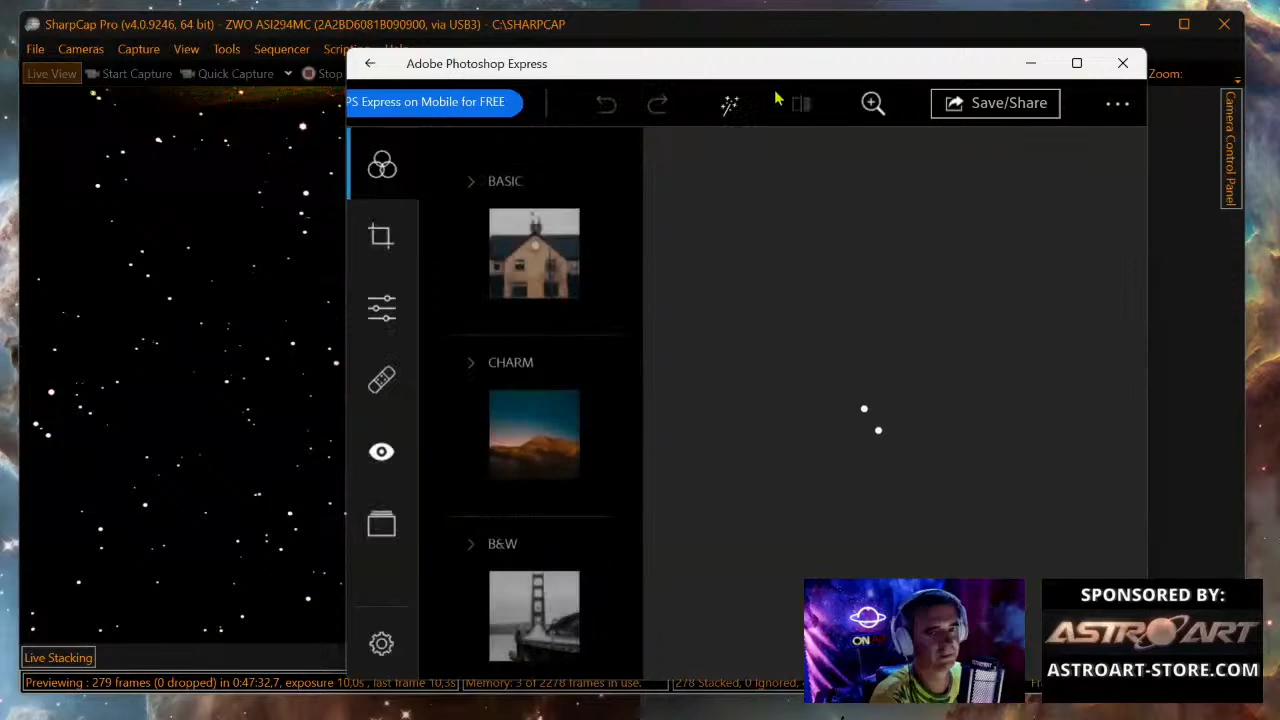 SharpCap Pro (v4.0.9246, 64 bit) - ZWO ASI294MC (2A2BD6081B090900, via USB3) - C:\SHARPCAP
File Cameras Capture View Tools Sequencer
Live View Start Capture Quick Capture Stop
Zoom:
Camera Control Panel
Adobe Photoshop Express
PS Express on Mobile for FREE
Save/Share
BASIC
CHARM
B&W
Live Stacking
Previewing : 279 frames (0 dropped) in 0:47:32,7, exposure 10,0s , last frame 10,3s
Memory: 3 of 2278 frames in use.
278 Stacked, 0 Ignored,
ON
SPONSORED BY:
ASTROART
ASTROART-STORE.COM